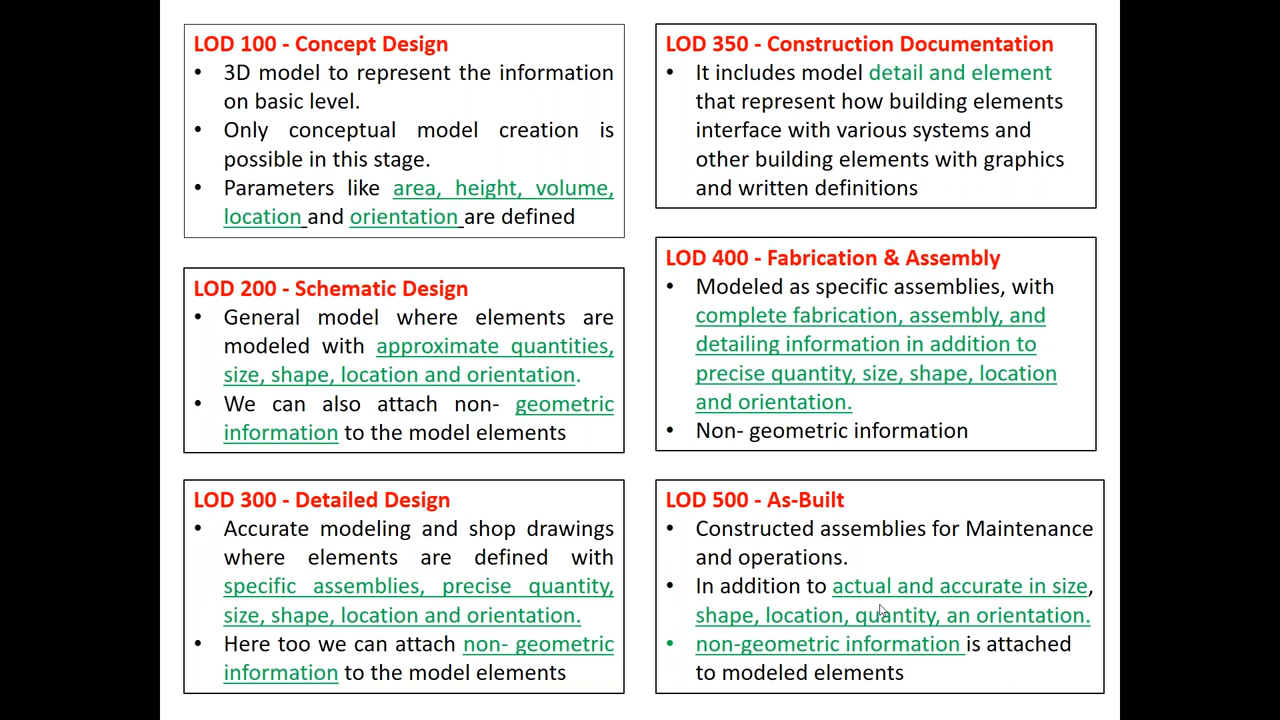 LOD 100 - Concept Design
• 3D model to represent the information
on basic level.
• Only conceptual model creation is
possible in this stage.
• Parameters like area, height, volume,
location and orientation are defined
LOD 200 - Schematic Design
• General model where elements are
modeled with approximate quantities,
size, shape, location and orientation.
• We can also attach non- geometric
information to the model elements
LOD 300 - Detailed Design
• Accurate modeling and shop drawings
where elements are defined with
specific assemblies, precise quantity,
size, shape, location and orientation.
• Here too we can attach non- geometric
information to the model elements
LOD 350 - Construction Documentation
• It includes model detail and element
that represent how building elements
interface with various systems and
other building elements with graphics
and written definitions
LOD 400 - Fabrication & Assembly
• Modeled as specific assemblies, with
complete fabrication, assembly, and
detailing information in addition to
precise quantity, size, shape, location
and orientation.
• Non- geometric information
LOD 500 - As-Built
• Constructed assemblies for Maintenance
and operations.
• In addition to actual and accurate in size,
shape, location, quantity, an orientation.
• non-geometric information is attached
to modeled elements